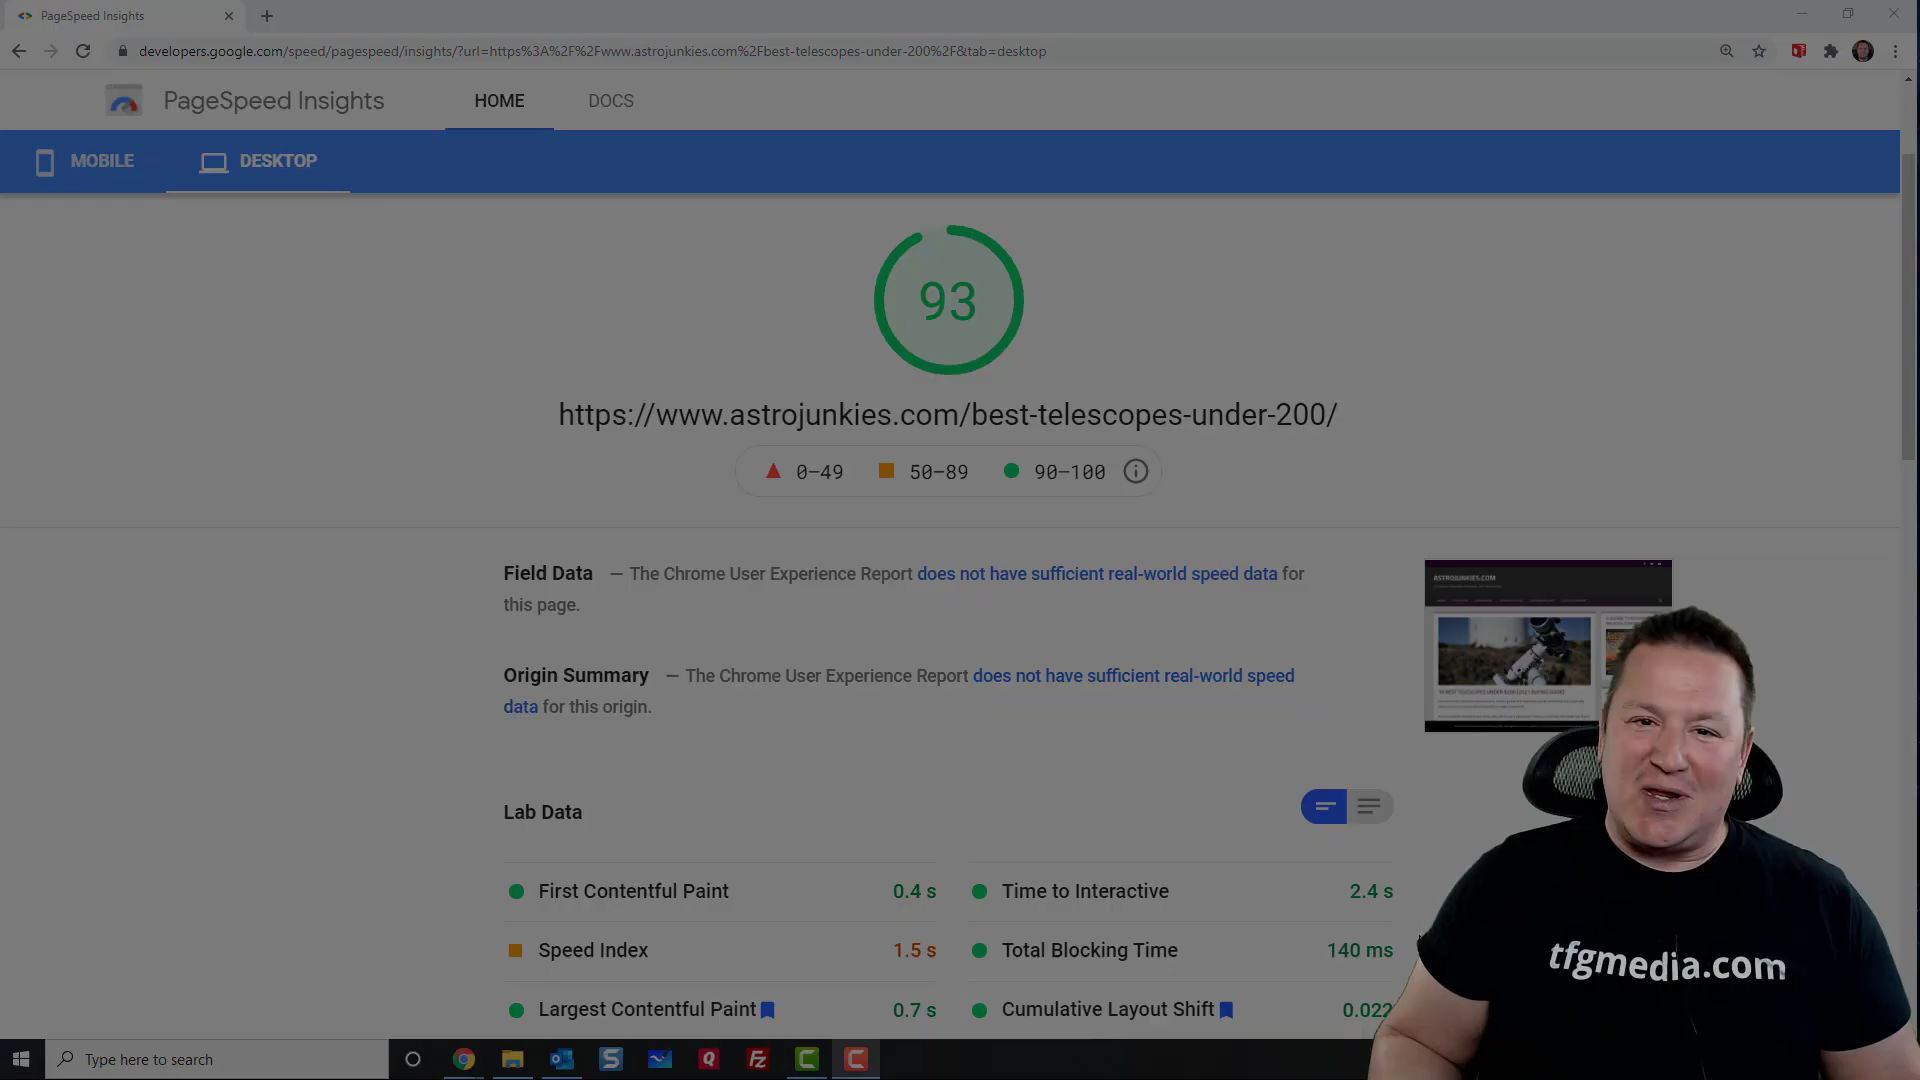 PageSpeed Insights
developers.google.com/speed/pagespeed/insights/?url=https%3A%2F%2Fwww.astrojunkies.com%2Fbest-telescopes-under-200%2F&tab=desktop
PageSpeed Insights HOME DOCS
MOBILE DESKTOP
93
https://www.astrojunkies.com/best-telescopes-under-200/
0–49 50–89 90–100
Field Data — The Chrome User Experience Report does not have sufficient real-world speed data for
this page.
ASTROJUNKIES.COM
Origin Summary — The Chrome User Experience Report does not have sufficient real-world speed
data for this origin.
Lab Data
First Contentful Paint 0.4 s Time to Interactive 2.4 s
Speed Index 1.5 s Total Blocking Time 140 ms
Largest Contentful Paint 0.7 s Cumulative Layout Shift 0.022
tfgmedia.com
Type here to search